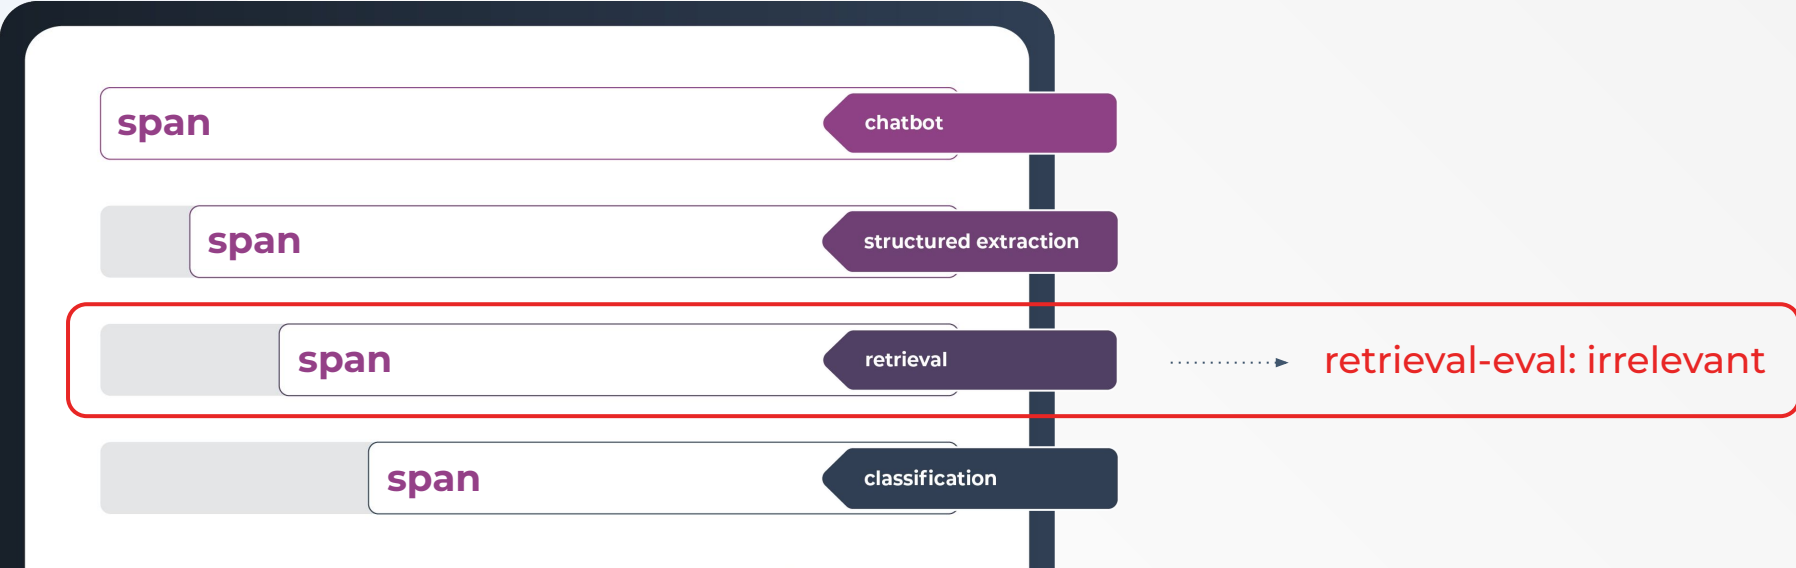 span chatbot
span structured extraction
span retrieval retrieval-eval: irrelevant
span classification